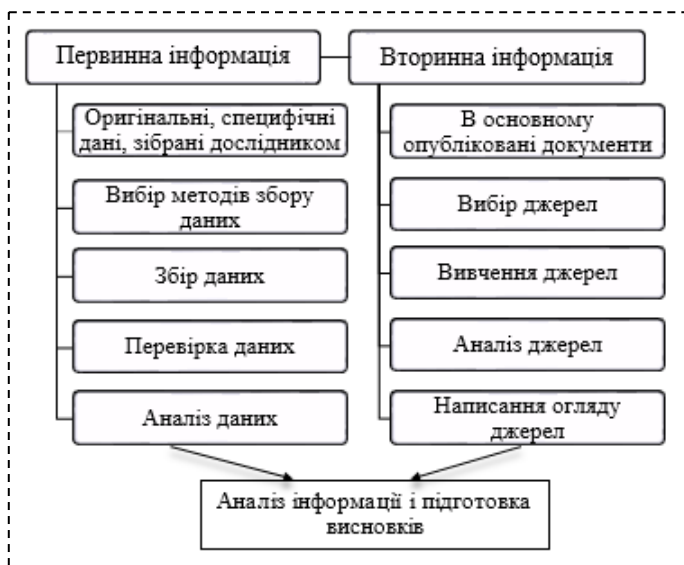 Первинна інформація
Вторинна інформація
Оригінальні, специфічні
дані, зібрані дослідником
Вибір методів збору
даних
Збір даних
Перевірка даних
Аналіз даних
В основному
опубліковані документи
Вибір джерел
Вивчення джерел
Аналіз джерел
Написання огляду
джерел
Аналіз інформації і підготовка
висновків